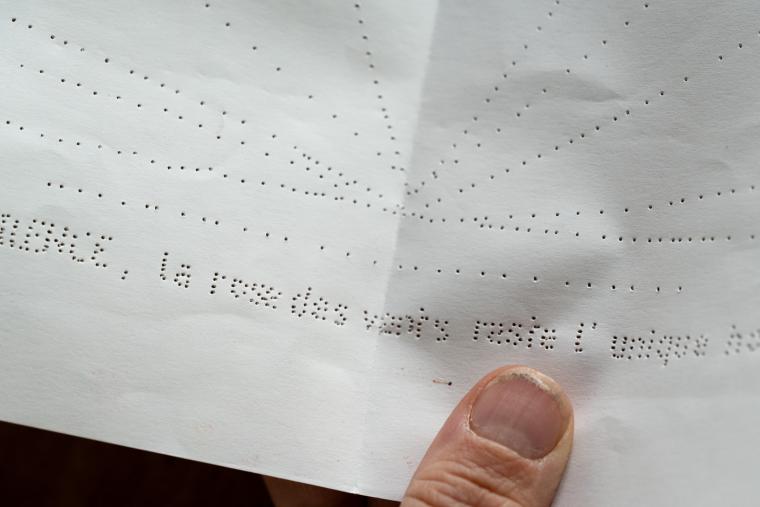 , la rose des vents reste l'unique